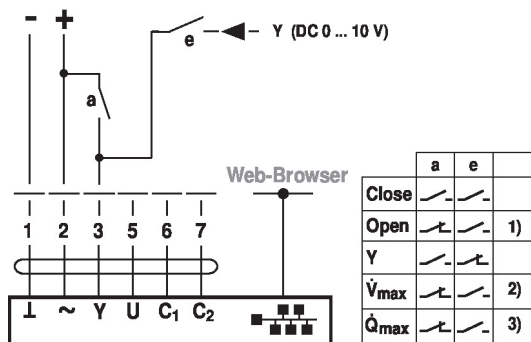 - +
Y (DC 0 ... 10 V)
e
a
Web-Browser
1 2 3 5 6 7
⊥ ~ Y U C₁ C₂
a e
Close
Open 1)
Y
V̇max 2)
Q̇max 3)